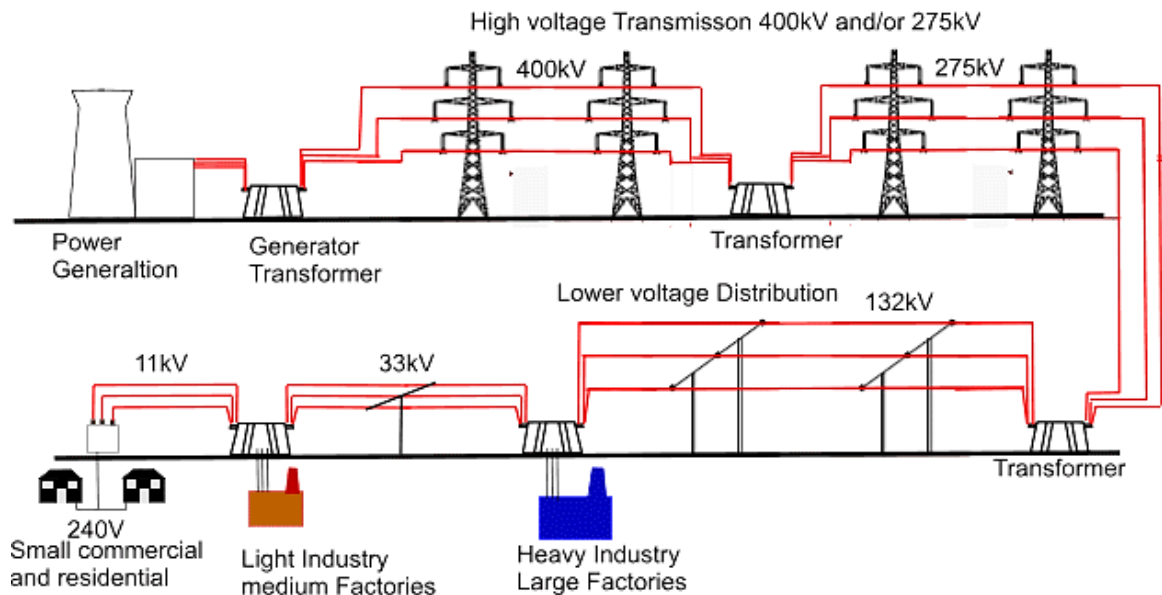 High voltage Transmisson 400kV and/or 275kV
400kV
275kV
Power
Generaltion
Generator
Transformer
Transformer
Lower voltage Distribution
132kV
11kV
33kV
Transformer
240V
Small commercial
and residential
Light Industry
medium Factories
Heavy Industry
Large Factories